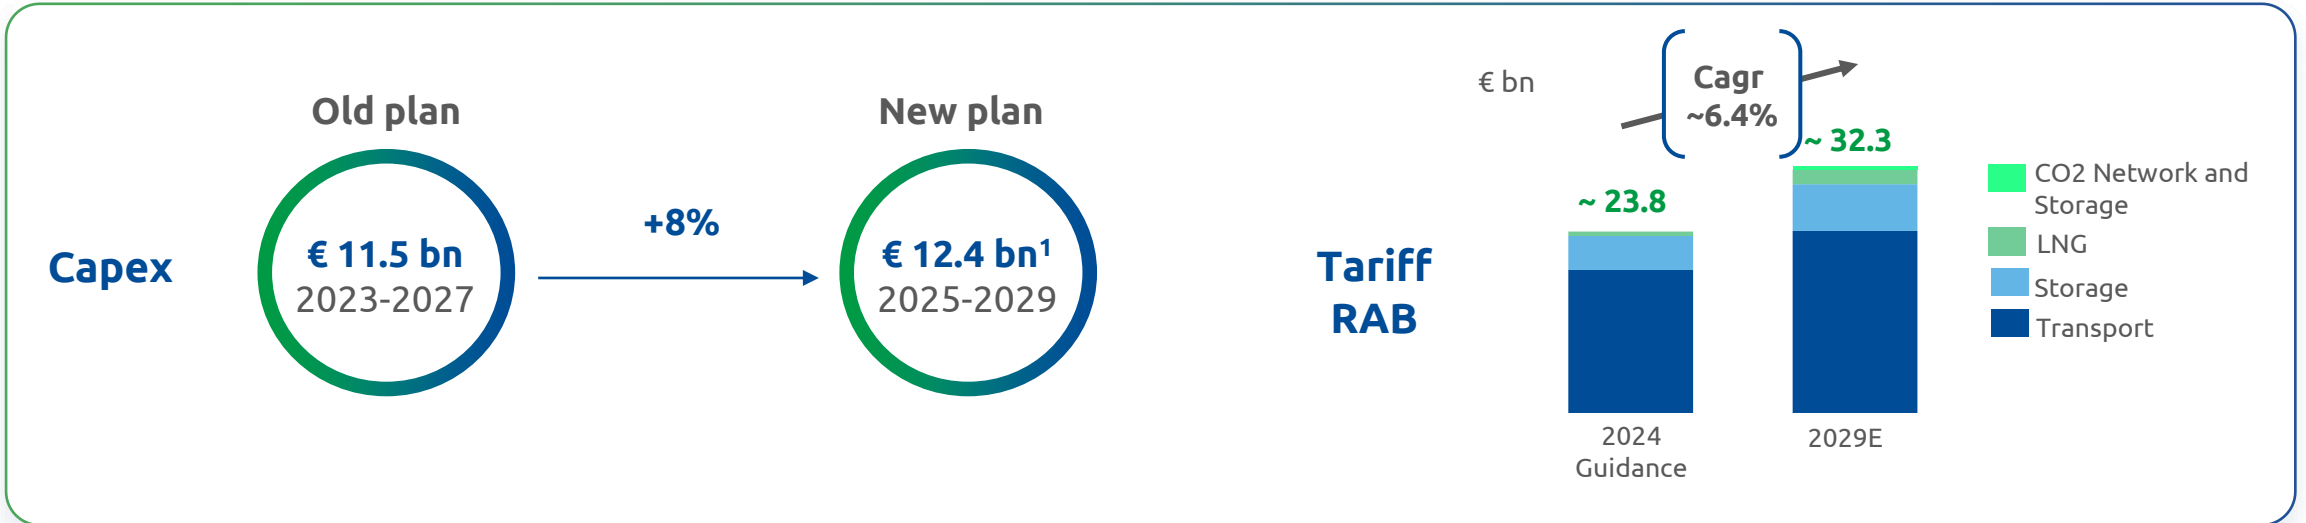 Capex
Old plan
€ 11.5 bn
2023-2027
+8%
New plan
€ 12.4 bn¹
2025-2029
Tariff
RAB
€ bn
Cagr
~6.4%
~ 23.8
~ 32.3
2024
Guidance
2029E
CO2 Network and
Storage
LNG
Storage
Transport